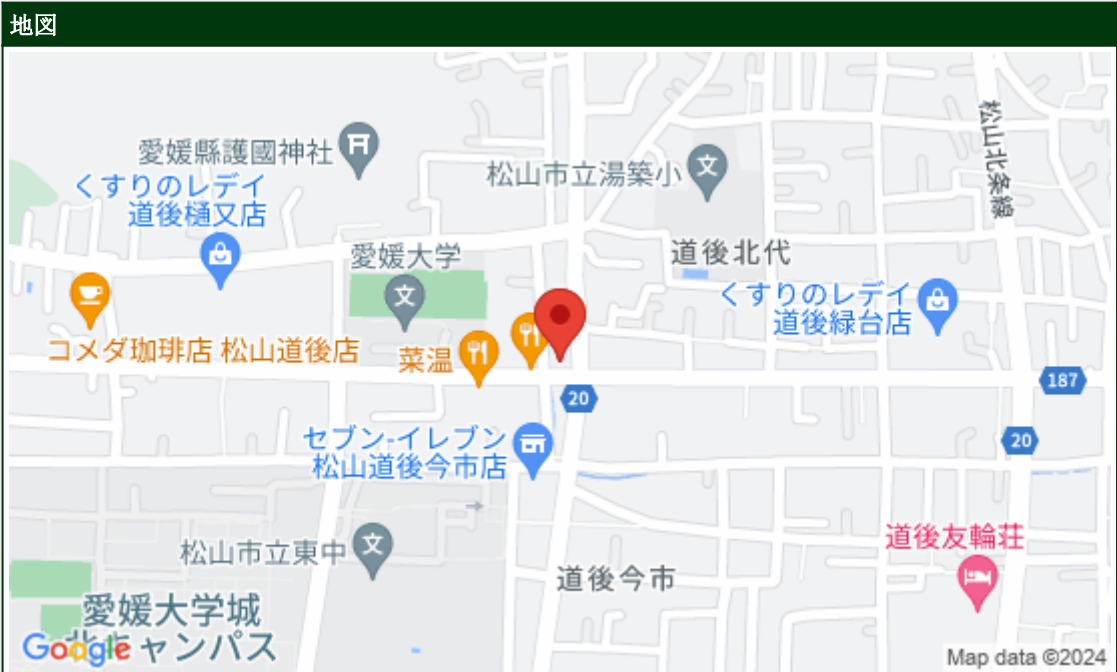 地図
愛媛縣護國神社
松山市立湯築小
松山北条線
くすりのレデイ
道後樋又店
愛媛大学
道後北代
くすりのレデイ
道後緑台店
コメダ珈琲店 松山道後店
菜温
187
20
20
セブン-イレブン
松山道後今市店
松山市立東中
道後友輪荘
道後今市
愛媛大学城
北キャンパス
Google
Map data ©2024